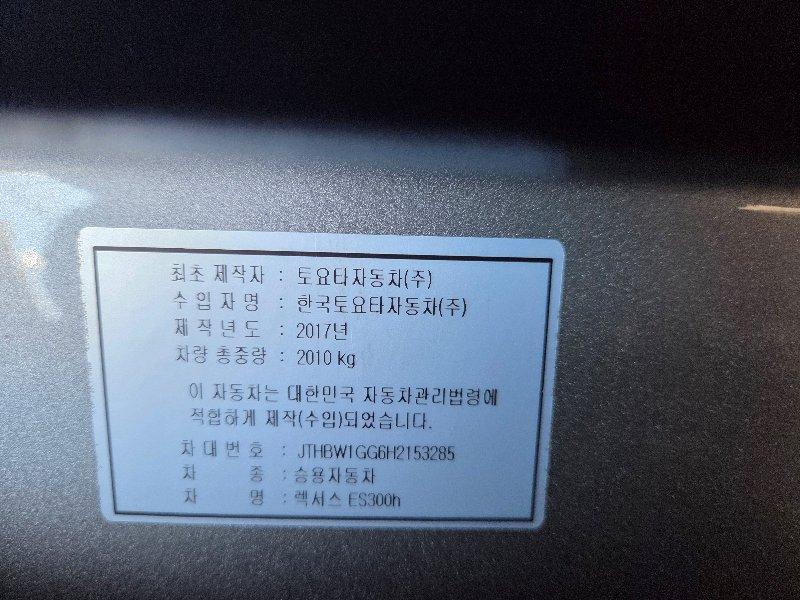 최초 제작자 : 토요타자동차(주)
수 입 자 명 : 한국토요타자동차(주)
제 작 년 도 : 2017년
차량 총중량 : 2010 kg
이 자동차는 대한민국 자동차관리법령에
적합하게 제작(수입)되었습니다.
차 대 번 호 : JTHBW1GG6H2153285
차 종 : 승용자동차
차 명 : 렉서스 ES300h